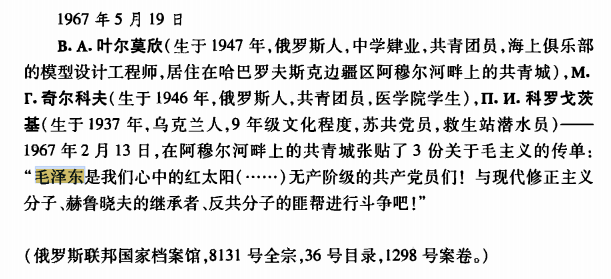 1967 年 5 月 19 日
В. А. 叶尔莫欣(生于 1947 年,俄罗斯人,中学肄业,共青团员,海上俱乐部
的模型设计工程师,居住在哈巴罗夫斯克边疆区阿穆尔河畔上的共青城),М.
Г. 奇尔科夫(生于 1946 年,俄罗斯人,共青团员,医学院学生),П. И. 科罗戈茨
基(生于 1937 年,乌克兰人,9 年级文化程度,苏共党员,救生站潜水员)——
1967 年 2 月 13 日,在阿穆尔河畔上的共青城张贴了 3 份关于毛主义的传单:
“毛泽东是我们心中的红太阳(……)无产阶级的共产党员们!与现代修正主义
分子、赫鲁晓夫的继承者、反共分子的匪帮进行斗争吧!”
(俄罗斯联邦国家档案馆,8131 号全宗,36 号目录,1298 号案卷。)